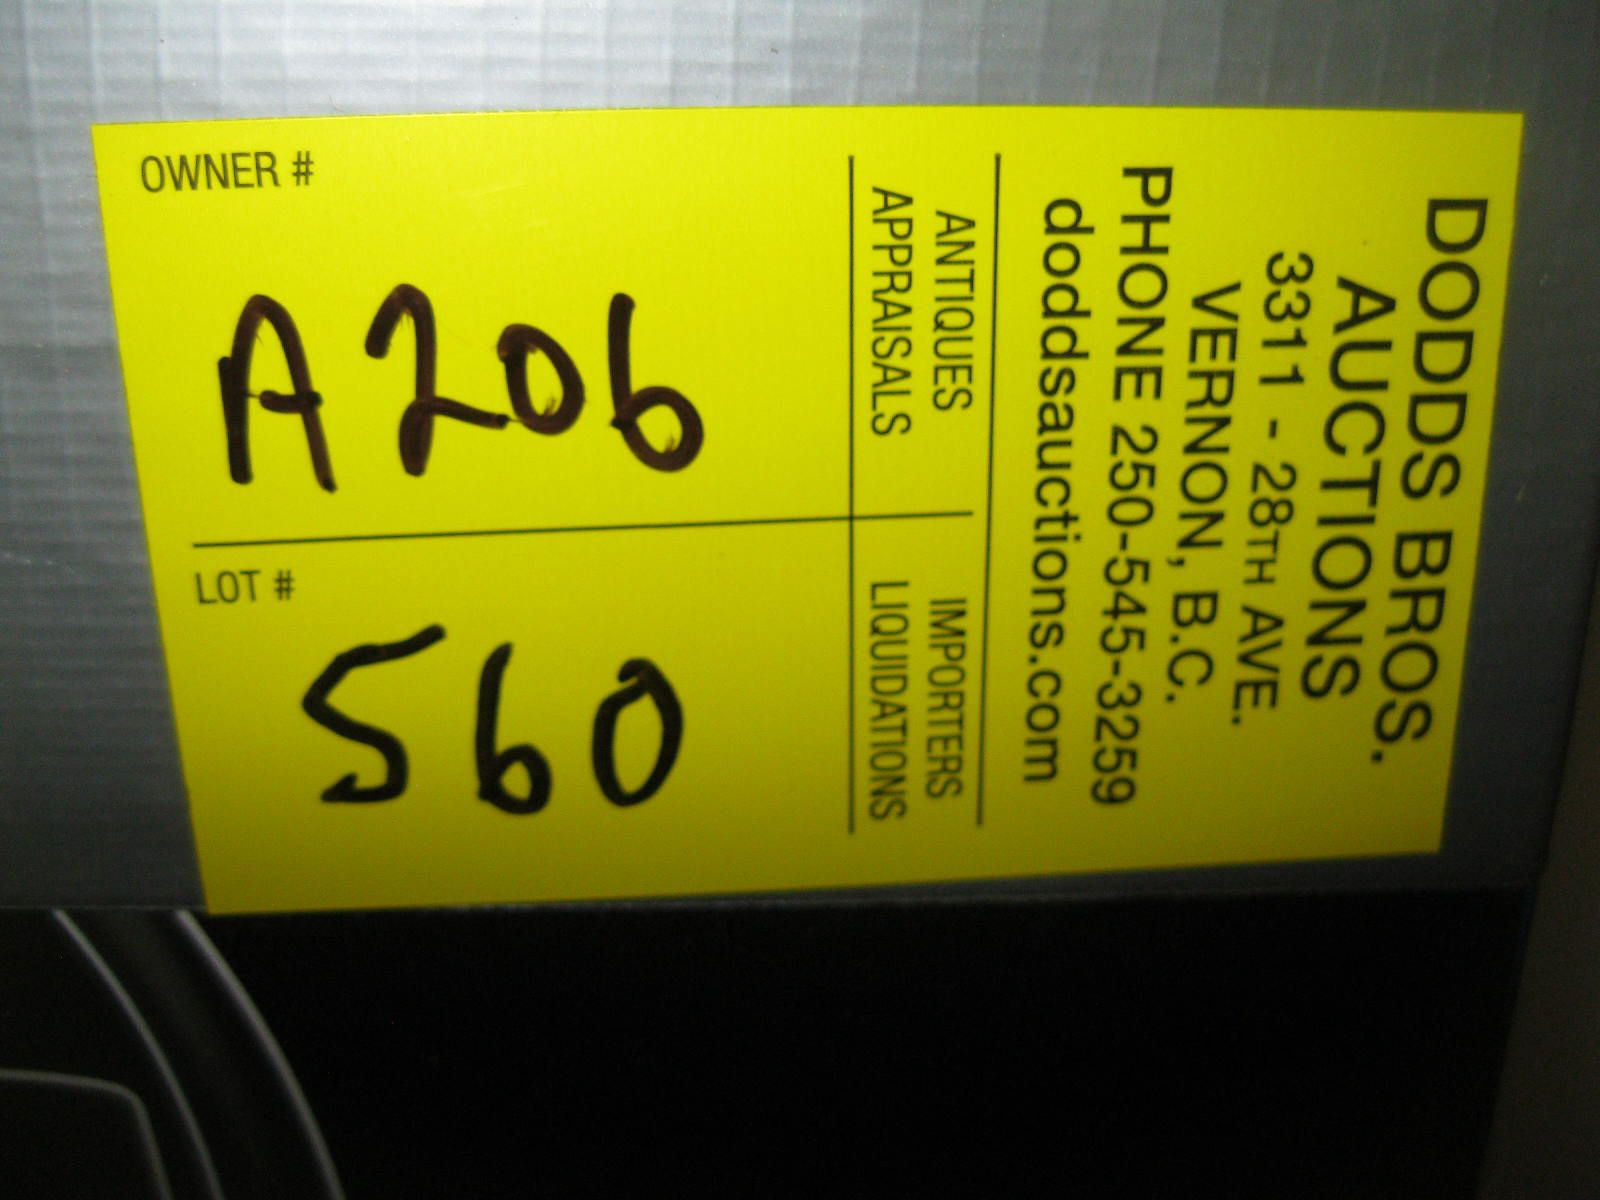 DODDS BROS.
AUCTIONS
3311 - 28TH AVE.
VERNON, B.C.
PHONE 250-545-3259
doddsauctions.com
ANTIQUES
APPRAISALS
IMPORTERS
LIQUIDATIONS
OWNER #
A206
LOT #
560